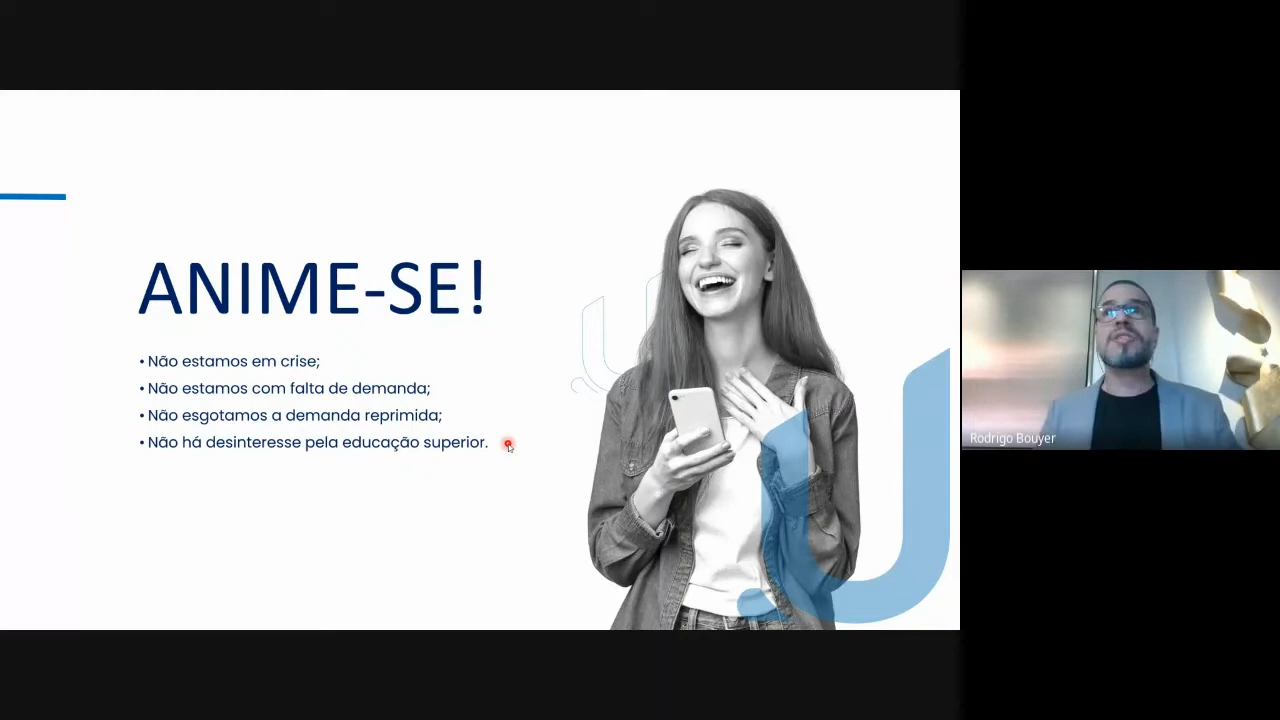 ANIME-SE!
• Não estamos em crise;
• Não estamos com falta de demanda;
• Não esgotamos a demanda reprimida;
• Não há desinteresse pela educação superior.
Rodrigo Bouyer